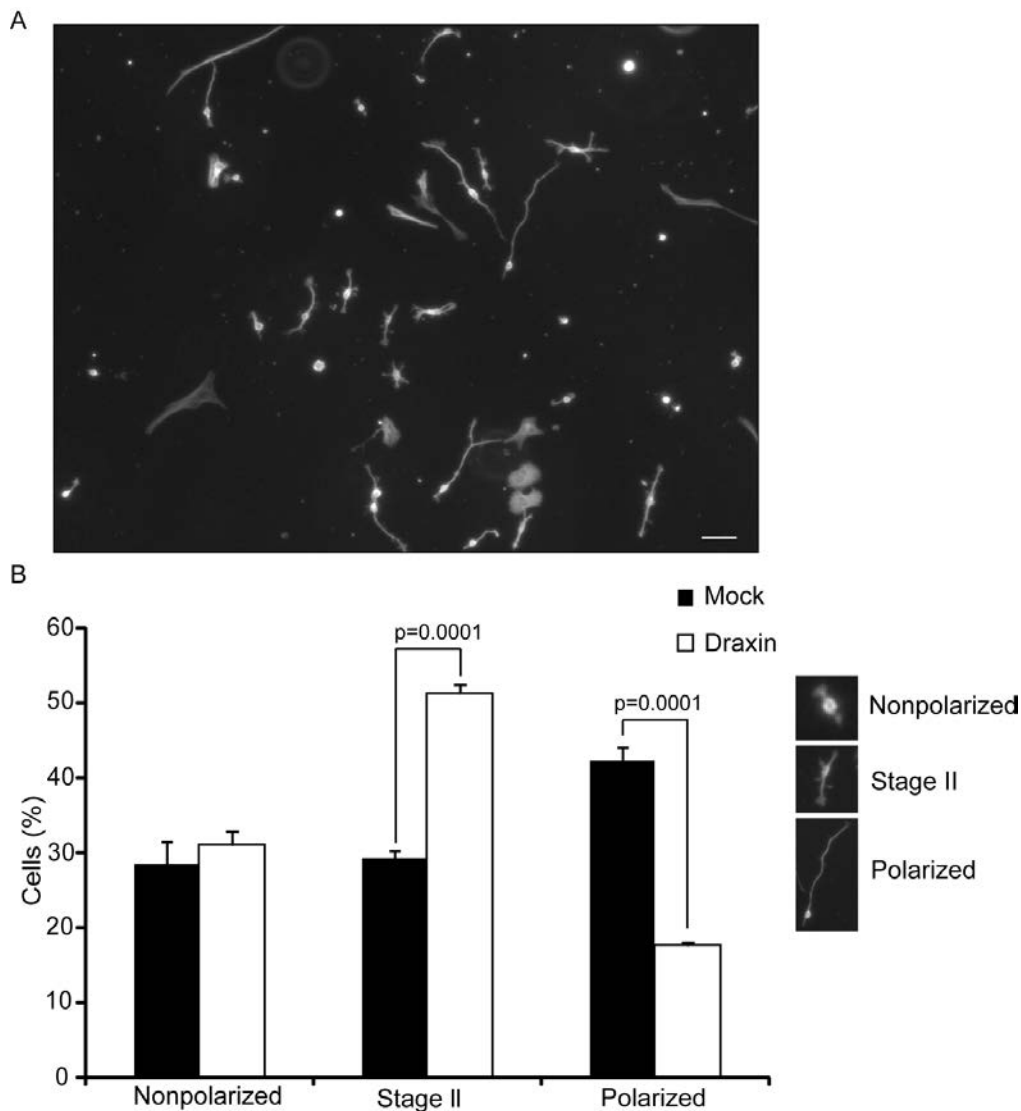 A
B
Mock
Draxin
60
50
40
30
20
10
0
Cells (%)
p=0.0001
p=0.0001
Nonpolarized
Stage II
Polarized
Nonpolarized
Stage II
Polarized